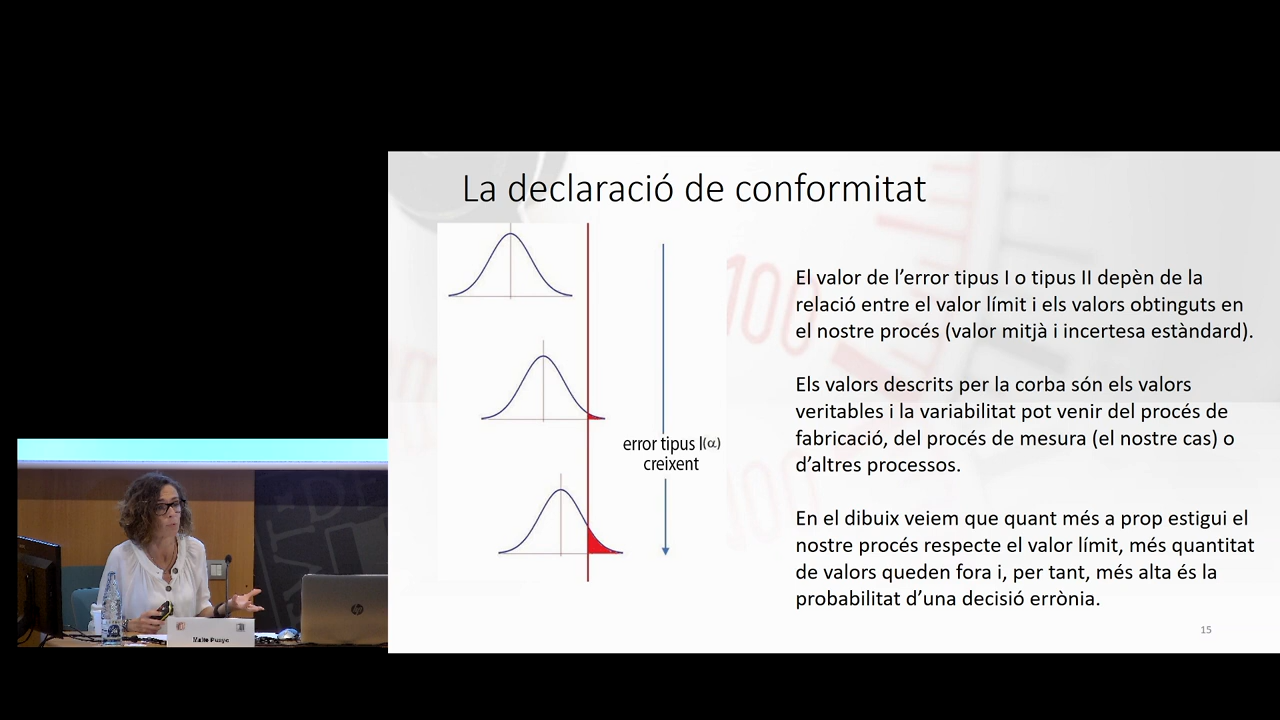 La declaració de conformitat
error tipus I(α)
creixent
El valor de l’error tipus I o tipus II depèn de la
relació entre el valor límit i els valors obtinguts en
el nostre procés (valor mitjà i incertesa estàndard).
Els valors descrits per la corba són els valors
veritables i la variabilitat pot venir del procés de
fabricació, del procés de mesura (el nostre cas) o
d’altres processos.
En el dibuix veiem que quant més a prop estigui el
nostre procés respecte el valor límit, més quantitat
de valors queden fora i, per tant, més alta és la
probabilitat d’una decisió errònia.
15
100
100
hp